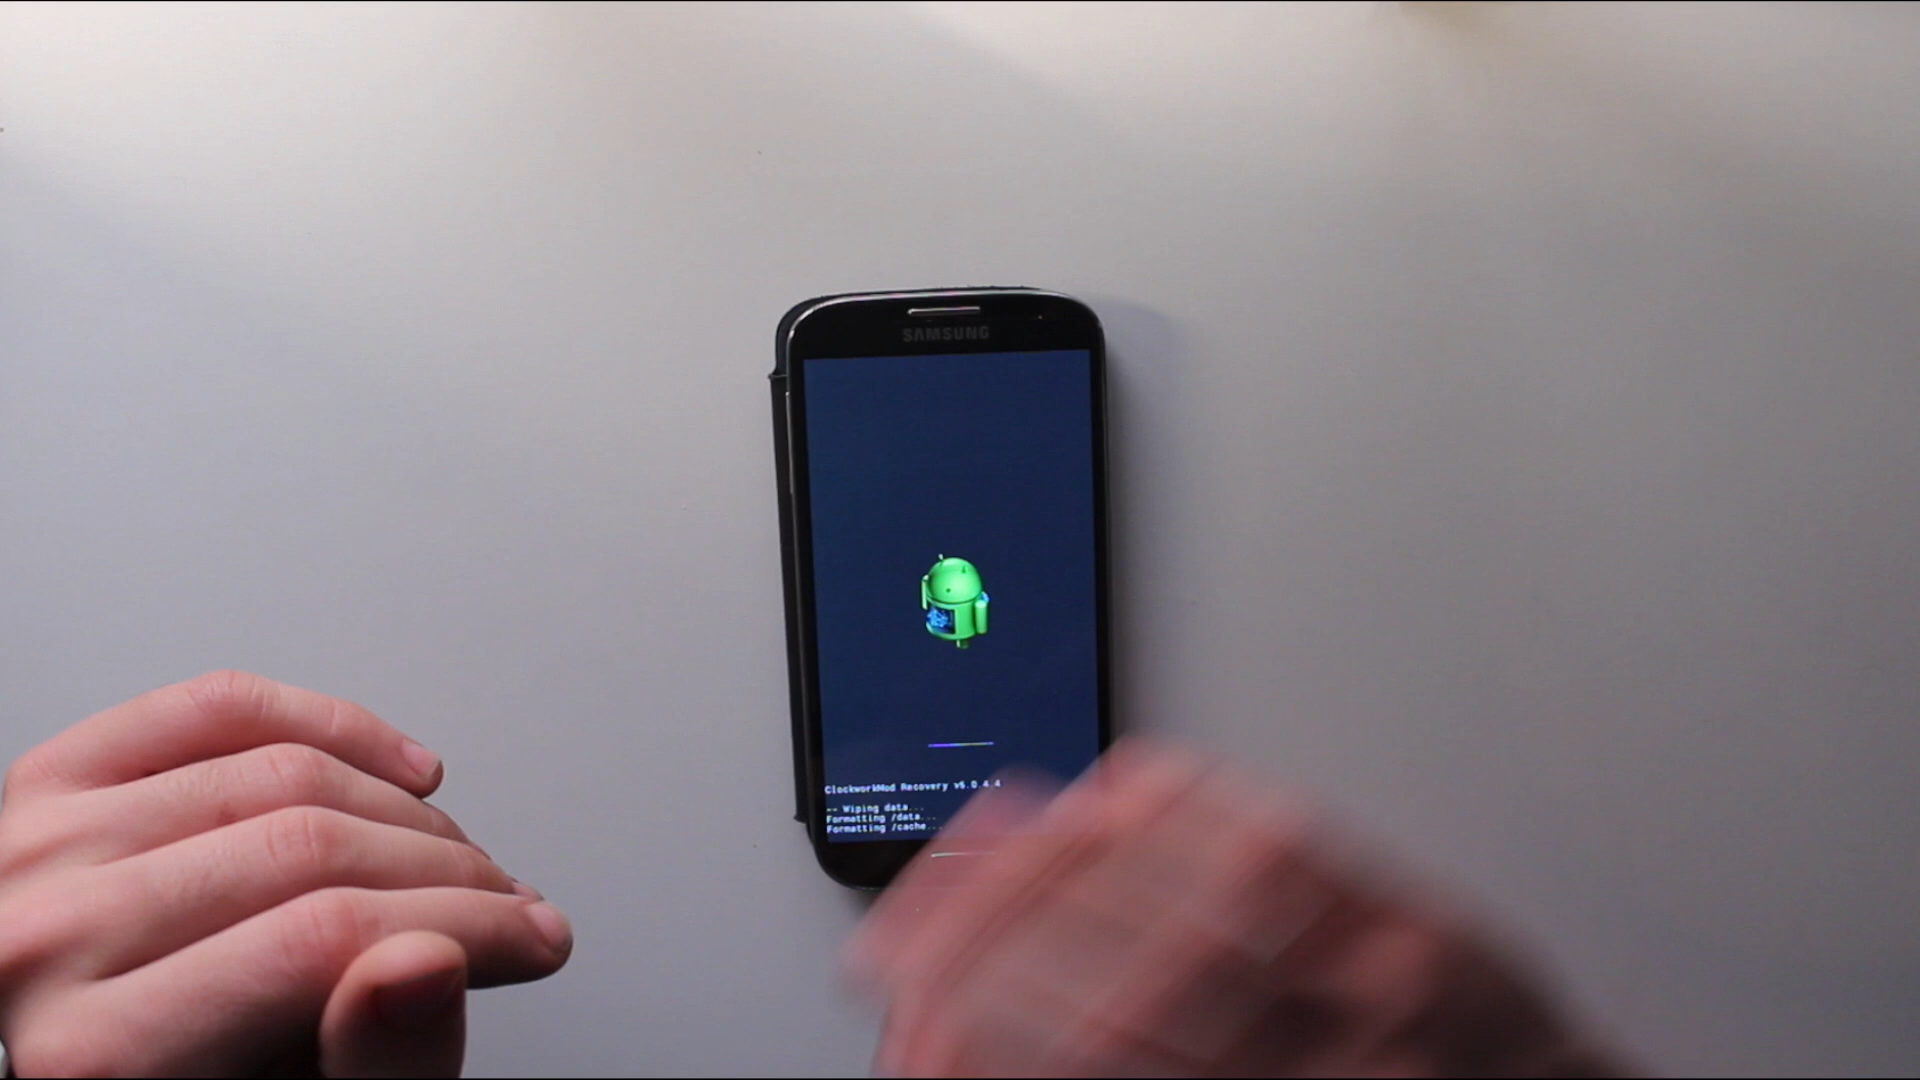 SAMSUNG
ClockworkMod Recovery v6.0.4.4
-- Wiping data...
Formatting /data...
Formatting /cache...